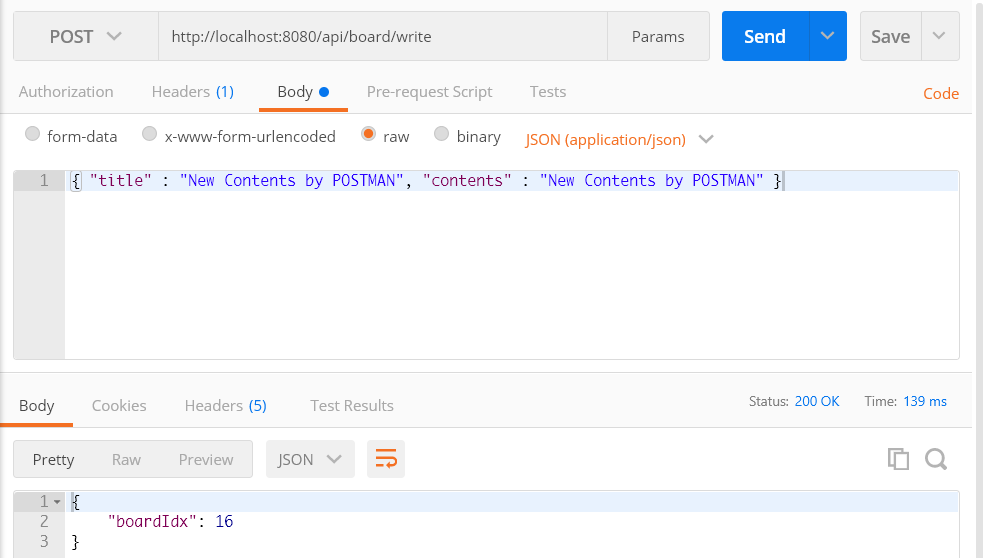 POST http://localhost:8080/api/board/write Params Send Save
Authorization Headers (1) Body Pre-request Script Tests Code
form-data x-www-form-urlencoded raw binary JSON (application/json)
1 { "title" : "New Contents by POSTMAN", "contents" : "New Contents by POSTMAN" }
Body Cookies Headers (5) Test Results Status: 200 OK Time: 139 ms
Pretty Raw Preview JSON
1 {
2 "boardIdx": 16
3 }